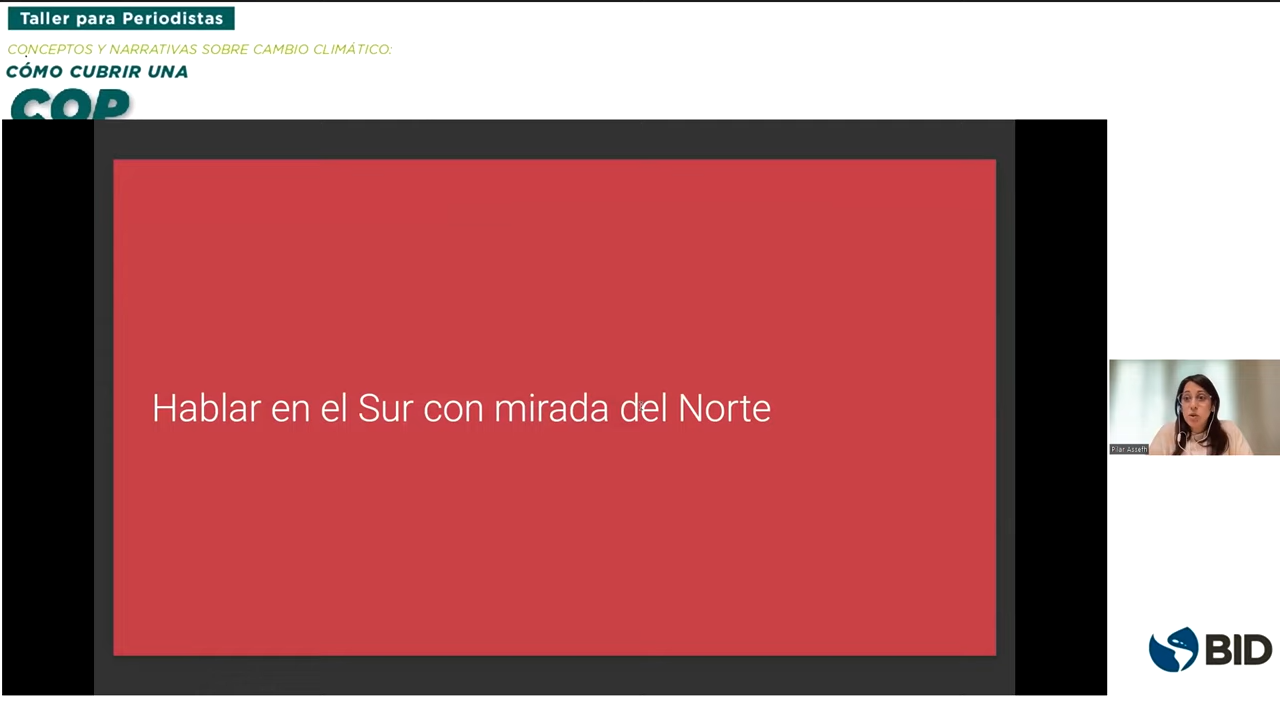 Taller para Periodistas
CONCEPTOS Y NARRATIVAS SOBRE CAMBIO CLIMÁTICO:
CÓMO CUBRIR UNA
COP
Hablar en el Sur con mirada del Norte
Pilar Assefh
BID